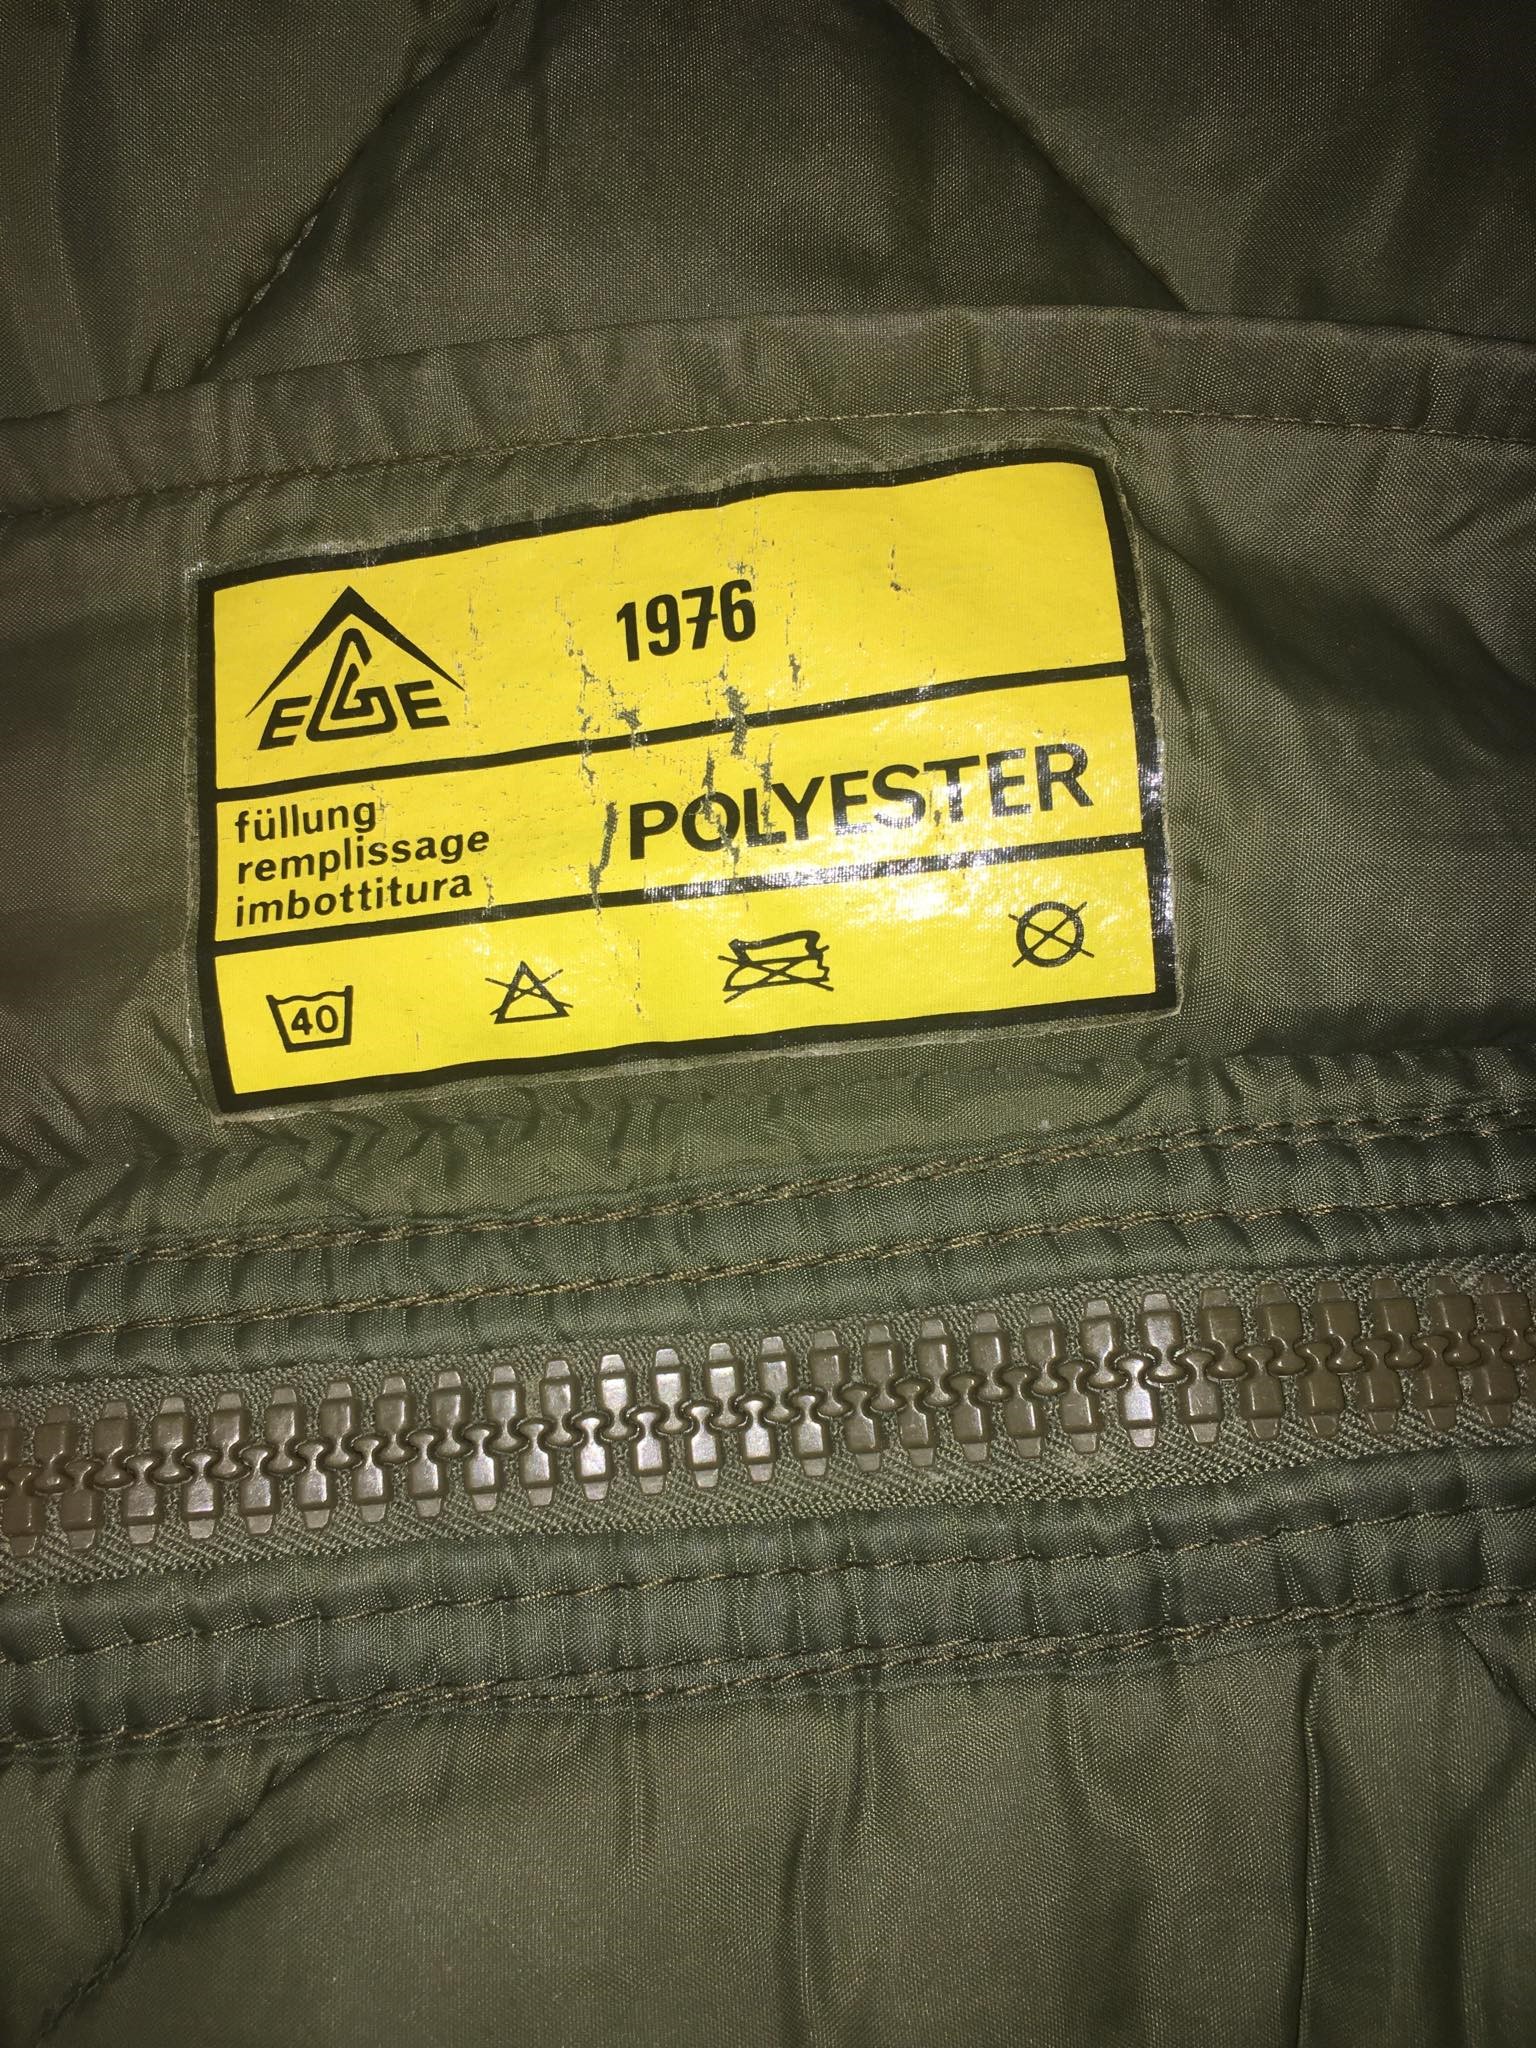 EGE
1976
füllung
remplissage
imbottitura
POLYESTER
40